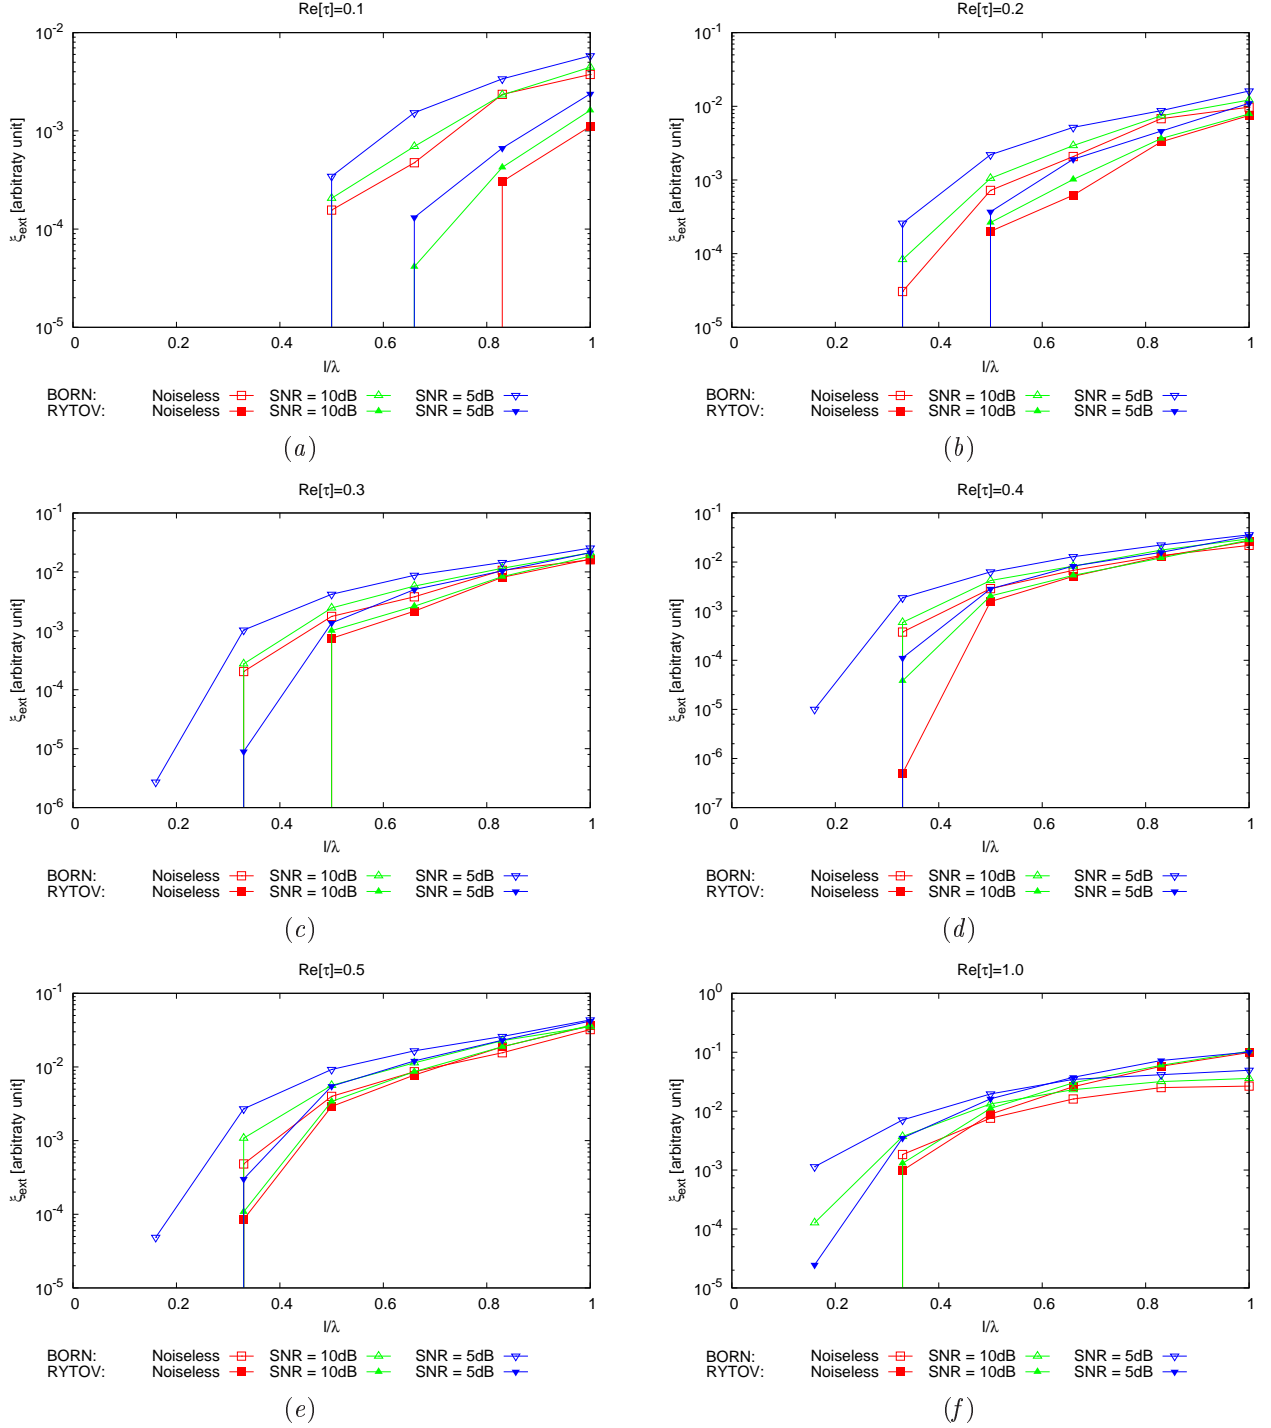 Re[τ]=0.1
10⁻²
10⁻³
10⁻⁴
10⁻⁵
ξext [arbitraty unit]
0 0.2 0.4 0.6 0.8 1
l/λ
BORN: Noiseless SNR = 10dB SNR = 5dB
RYTOV: Noiseless SNR = 10dB SNR = 5dB
(a)
Re[τ]=0.2
10⁻¹
10⁻²
10⁻³
10⁻⁴
10⁻⁵
ξext [arbitraty unit]
0 0.2 0.4 0.6 0.8 1
l/λ
BORN: Noiseless SNR = 10dB SNR = 5dB
RYTOV: Noiseless SNR = 10dB SNR = 5dB
(b)
Re[τ]=0.3
10⁻¹
10⁻²
10⁻³
10⁻⁴
10⁻⁵
10⁻⁶
ξext [arbitraty unit]
0 0.2 0.4 0.6 0.8 1
l/λ
BORN: Noiseless SNR = 10dB SNR = 5dB
RYTOV: Noiseless SNR = 10dB SNR = 5dB
(c)
Re[τ]=0.4
10⁻¹
10⁻²
10⁻³
10⁻⁴
10⁻⁵
10⁻⁶
10⁻⁷
ξext [arbitraty unit]
0 0.2 0.4 0.6 0.8 1
l/λ
BORN: Noiseless SNR = 10dB SNR = 5dB
RYTOV: Noiseless SNR = 10dB SNR = 5dB
(d)
Re[τ]=0.5
10⁻¹
10⁻²
10⁻³
10⁻⁴
10⁻⁵
ξext [arbitraty unit]
0 0.2 0.4 0.6 0.8 1
l/λ
BORN: Noiseless SNR = 10dB SNR = 5dB
RYTOV: Noiseless SNR = 10dB SNR = 5dB
(e)
Re[τ]=1.0
10⁰
10⁻¹
10⁻²
10⁻³
10⁻⁴
10⁻⁵
ξext [arbitraty unit]
0 0.2 0.4 0.6 0.8 1
l/λ
BORN: Noiseless SNR = 10dB SNR = 5dB
RYTOV: Noiseless SNR = 10dB SNR = 5dB
(f)